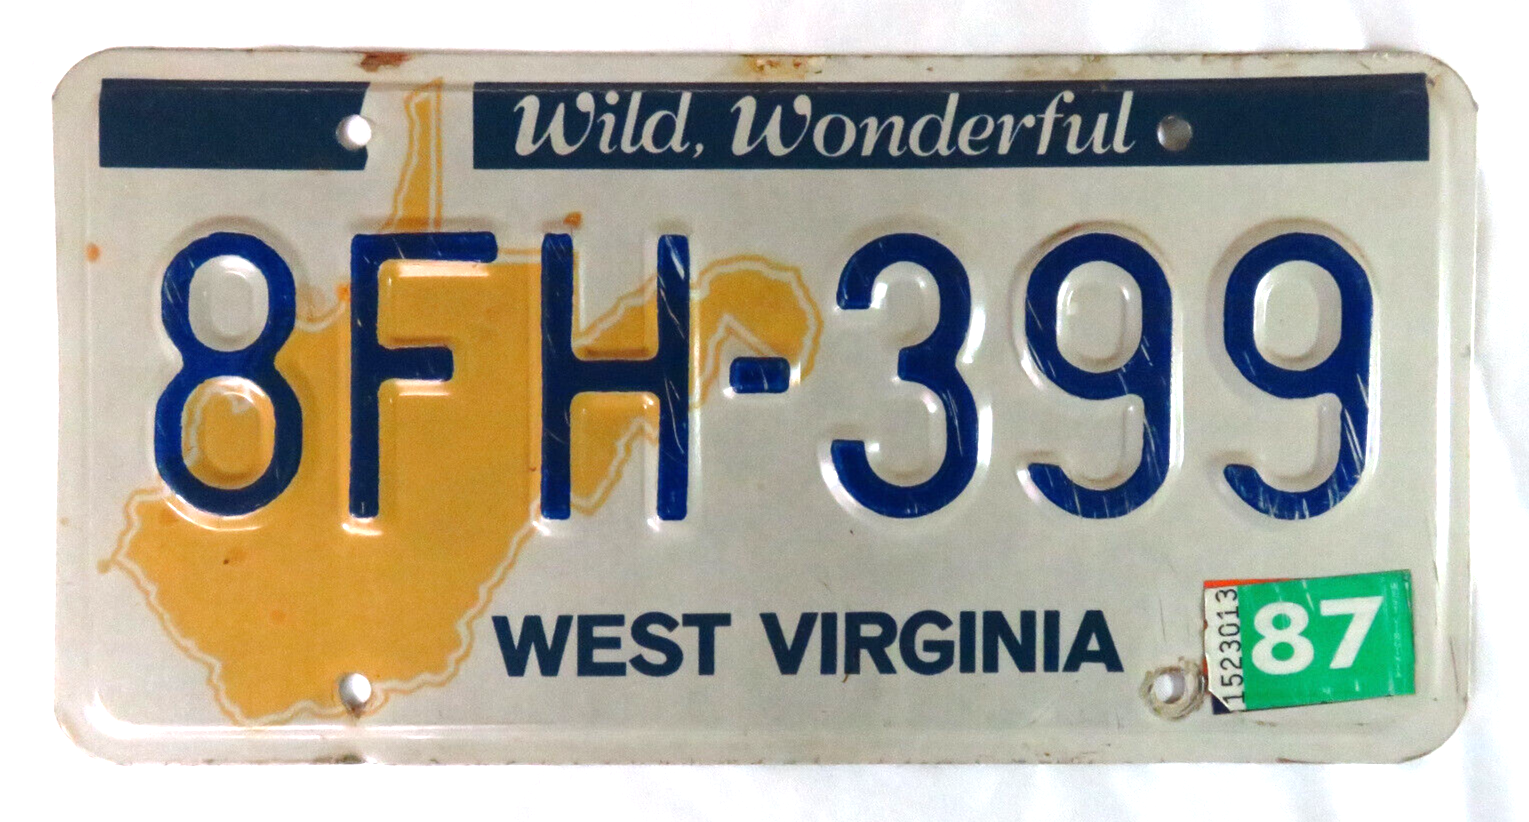 Wild, Wonderful
8FH-399
WEST VIRGINIA
1523013
87